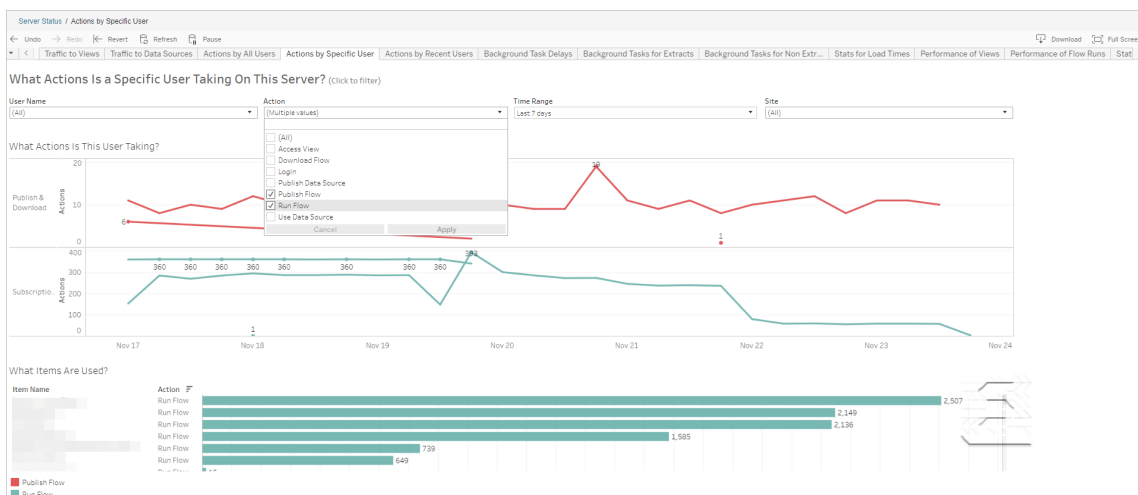 Server Status / Actions by Specific User
← Undo → Redo Revert Refresh Pause Download Full Scree
Traffic to Views Traffic to Data Sources Actions by All Users Actions by Specific User Actions by Recent Users Background Task Delays Background Tasks for Extracts Background Tasks for Non Extr... Stats for Load Times Performance of Views Performance of Flow Runs Stat
What Actions Is a Specific User Taking On This Server? (Click to filter)
User Name Action Time Range Site
(All) (Multiple values) Last 7 days (All)
(All)
Access View
Download Flow
Login
Publish Data Source
Publish Flow
Run Flow
Use Data Source
Cancel Apply
What Actions Is This User Taking?
Publish & Download
Actions
20
10
0
6
19
1
Subscriptio...
Actions
400
300
200
100
0
360 360 360 360 360 360 360 360
393
1
Nov 17 Nov 18 Nov 19 Nov 20 Nov 21 Nov 22 Nov 23 Nov 24
What Items Are Used?
Item Name Action
Run Flow 2,507
Run Flow 2,149
Run Flow 2,136
Run Flow 1,585
Run Flow 739
Run Flow 649
Publish Flow
Run Flow